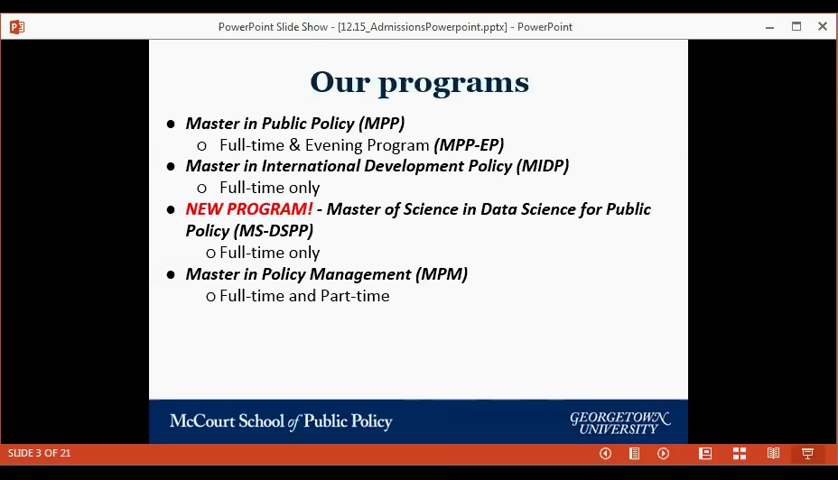 PowerPoint Slide Show - [12.15_AdmissionsPowerpoint.pptx] - PowerPoint
Our programs
● Master in Public Policy (MPP)
o Full-time & Evening Program (MPP-EP)
● Master in International Development Policy (MIDP)
o Full-time only
● NEW PROGRAM! - Master of Science in Data Science for Public
Policy (MS-DSPP)
o Full-time only
● Master in Policy Management (MPM)
o Full-time and Part-time
McCourt School of Public Policy
GEORGETOWN
UNIVERSITY
SLIDE 3 OF 21